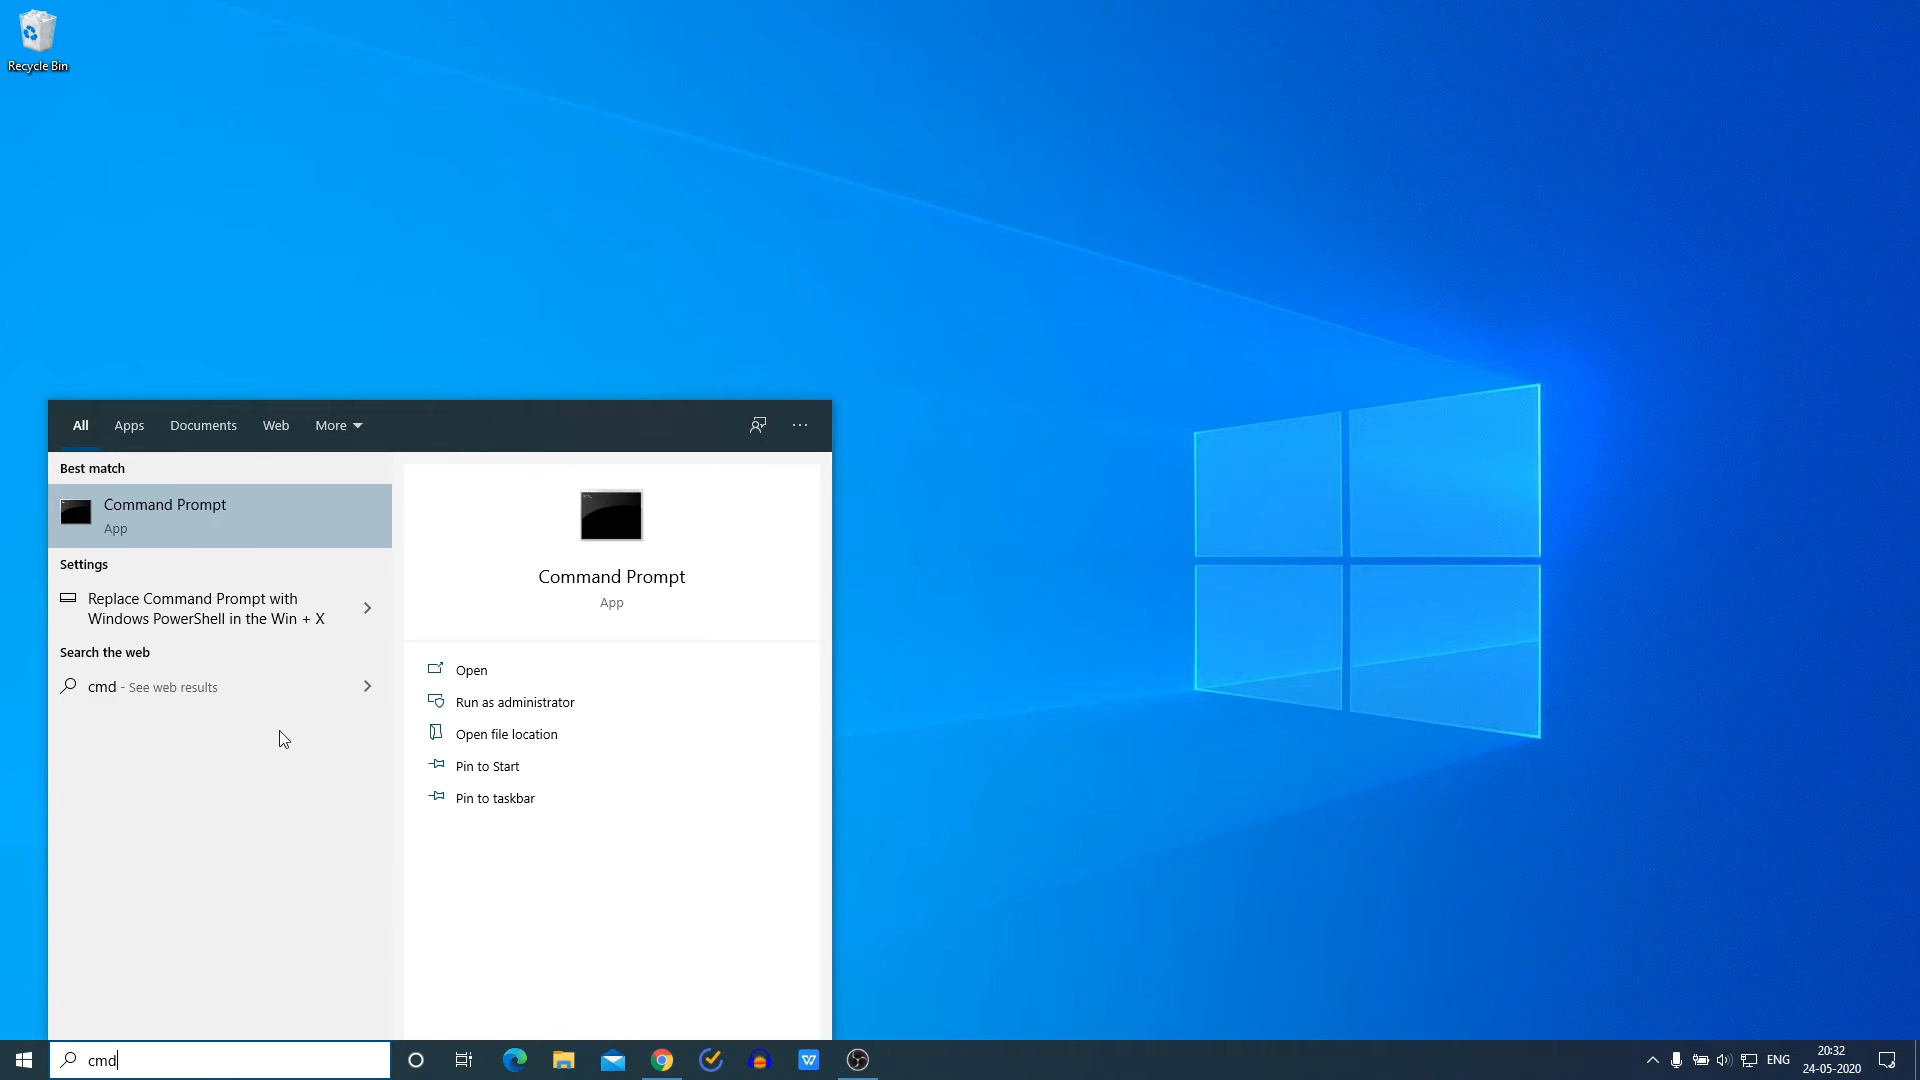 Recycle Bin
All
Apps
Documents
Web
More
Best match
Command Prompt
App
Settings
Replace Command Prompt with
Windows PowerShell in the Win + X
Search the web
cmd - See web results
Command Prompt
App
Open
Run as administrator
Open file location
Pin to Start
Pin to taskbar
cmd
ENG
20:32
24-05-2020